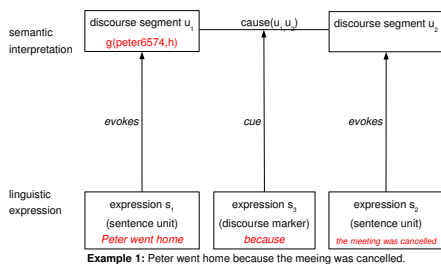 semantic
interpretation
discourse segment u1
g(peter6574,h)
cause(u1,u2)
discourse segment u2
evokes
cue
evokes
linguistic
expression
expression s1
(sentence unit)
Peter went home
expression s3
(discourse marker)
because
expression s2
(sentence unit)
the meeting was cancelled
Example 1: Peter went home because the meeing was cancelled.